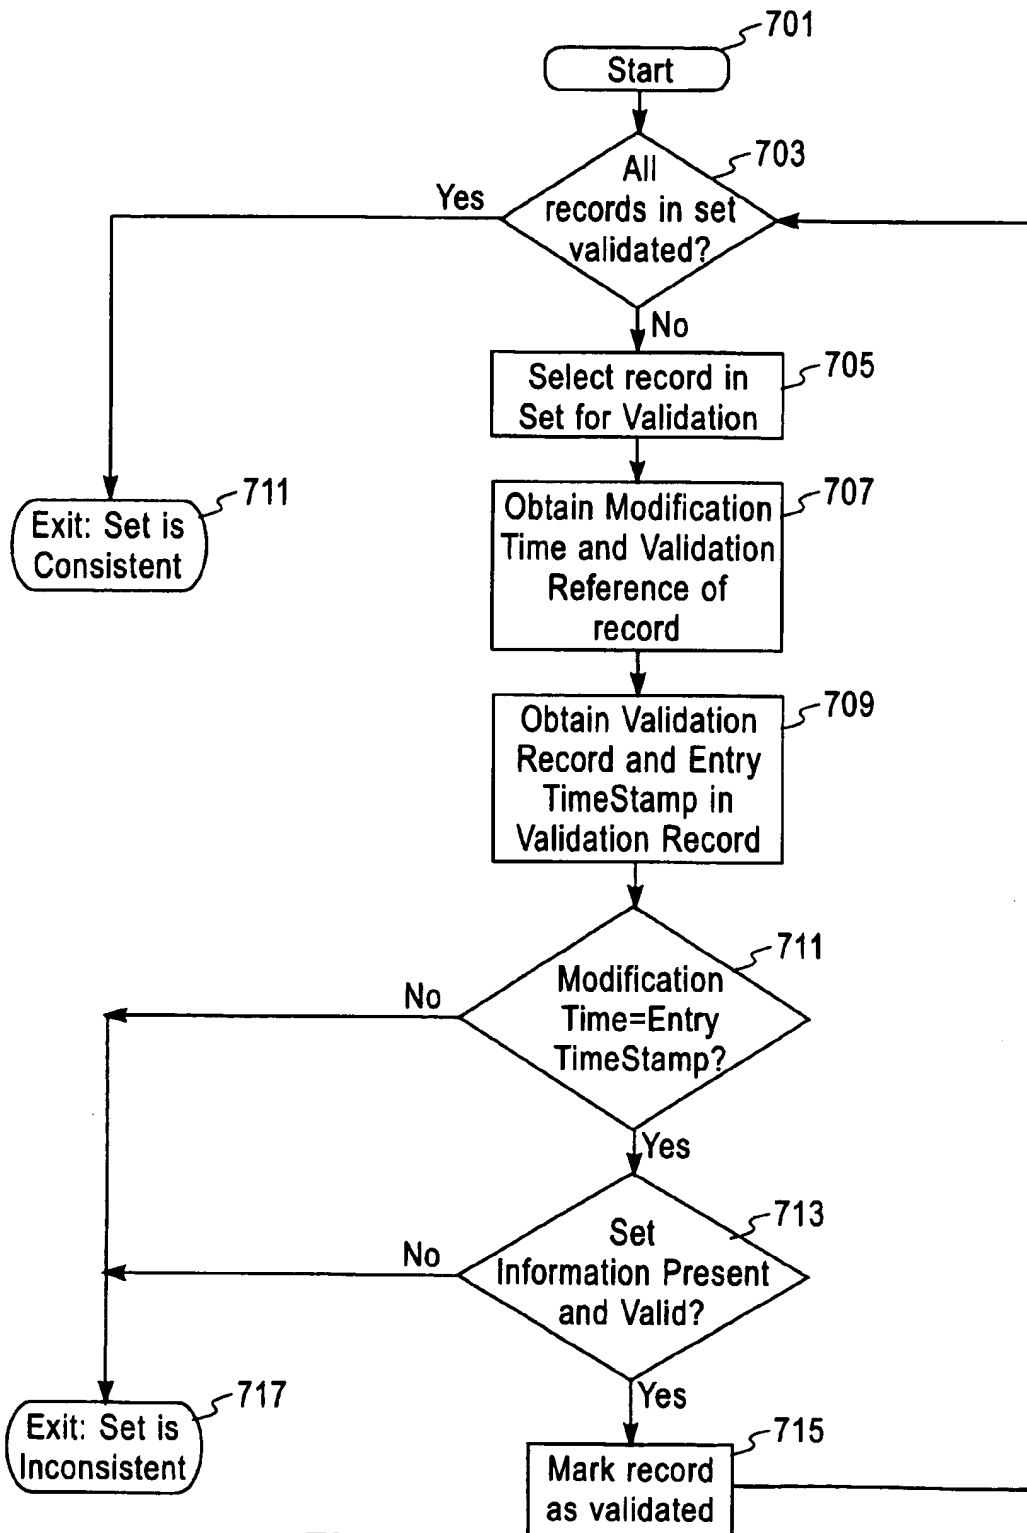 701
Start
703
All
records in set
validated?
Yes
No
705
Select record in
Set for Validation
711
Exit: Set is
Consistent
707
Obtain Modification
Time and Validation
Reference of
record
709
Obtain Validation
Record and Entry
TimeStamp in
Validation Record
711
Modification
Time=Entry
TimeStamp?
No
Yes
713
Set
Information Present
and Valid?
No
Yes
717
Exit: Set is
Inconsistent
715
Mark record
as validated